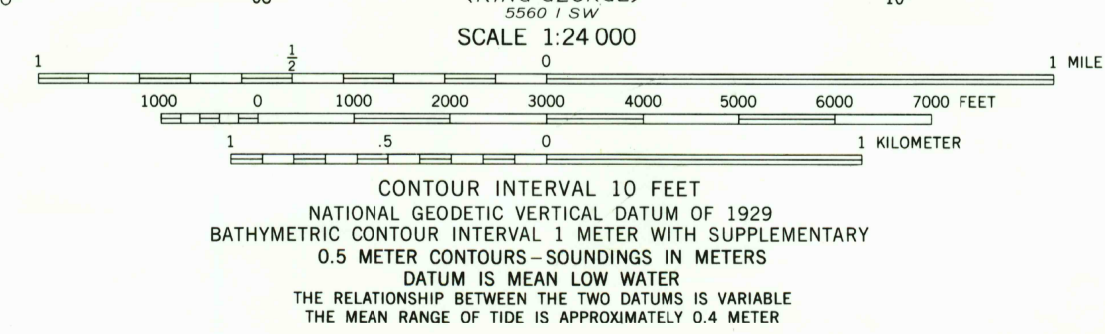 5560 I SW
SCALE 1:24 000
1 1/2 0 1 MILE
1000 0 1000 2000 3000 4000 5000 6000 7000 FEET
1 .5 0 1 KILOMETER
CONTOUR INTERVAL 10 FEET
NATIONAL GEODETIC VERTICAL DATUM OF 1929
BATHYMETRIC CONTOUR INTERVAL 1 METER WITH SUPPLEMENTARY
0.5 METER CONTOURS–SOUNDINGS IN METERS
DATUM IS MEAN LOW WATER
THE RELATIONSHIP BETWEEN THE TWO DATUMS IS VARIABLE
THE MEAN RANGE OF TIDE IS APPROXIMATELY 0.4 METER